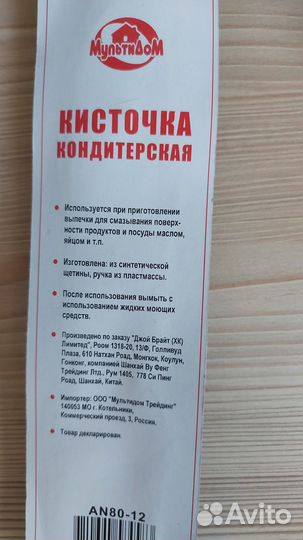 МультиДом
КИСТОЧКА
КОНДИТЕРСКАЯ
• Используется при приготовлении
выпечки для смазывания поверх-
ности продуктов и посуды маслом,
яйцом и т.п.
• Изготовлена: из синтетической
щетины, ручка из пластмассы.
• После использования вымыть с
использованием жидких моющих
средств.
• Произведено по заказу "Джой Брайт (ХК)
Лимитед", Роом 1318-20, 13/Ф, Голливуд
Плаза, 610 Натхан Роад, Монгкок, Коулун,
Гонконг, компанией Шанхай Ву Фенг
Трейдинг Лтд., Рум 1405, 778 Си Пинг
Роад, Шанхай, Китай.
• Импортер: ООО "Мультидом Трейдинг"
140053 МО г. Котельники,
Коммерческий проезд, 3, Россия,
• Товар декларирован.
AN80-12
Avito